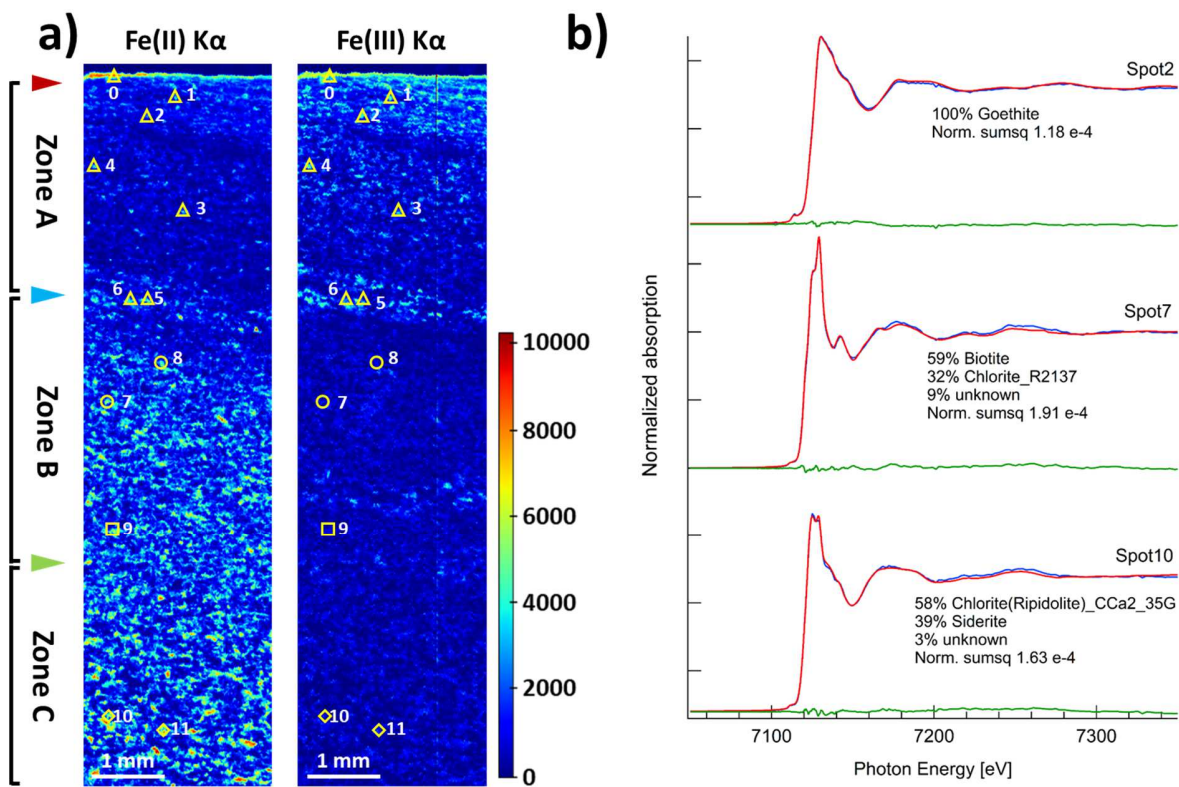 a)
Fe(II) Kα
Fe(III) Kα
Zone A
Zone B
Zone C
0
1
2
4
3
6
5
8
7
9
10
11
1 mm
0
1
2
4
3
6
5
8
7
9
10
11
1 mm
10000
8000
6000
4000
2000
0
b)
Normalized absorption
Spot2
100% Goethite
Norm. sumsq 1.18 e-4
Spot7
59% Biotite
32% Chlorite_R2137
9% unknown
Norm. sumsq 1.91 e-4
Spot10
58% Chlorite(Ripidolite)_CCa2_35G
39% Siderite
3% unknown
Norm. sumsq 1.63 e-4
7100
7200
7300
Photon Energy [eV]